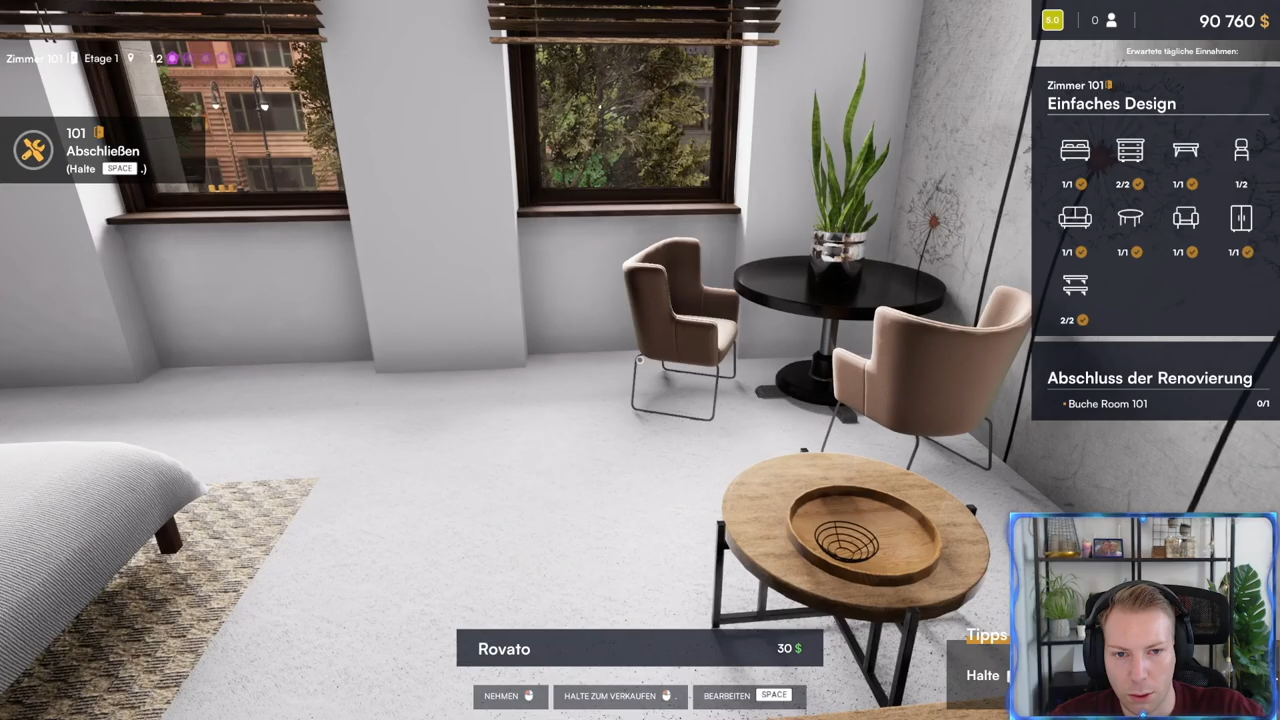 5.0 0 90 760 $
Erwartete tägliche Einnahmen:
Zimmer 101 Etage 1 1.2
101
Abschließen
(Halte SPACE .)
Zimmer 101
Einfaches Design
1/1 2/2 1/1 1/2
1/1 1/1 1/1 1/1
2/2
Abschluss der Renovierung
Buche Room 101 0/1
Rovato 30 $
NEHMEN HALTE ZUM VERKAUFEN . BEARBEITEN SPACE
Tipps
Halte